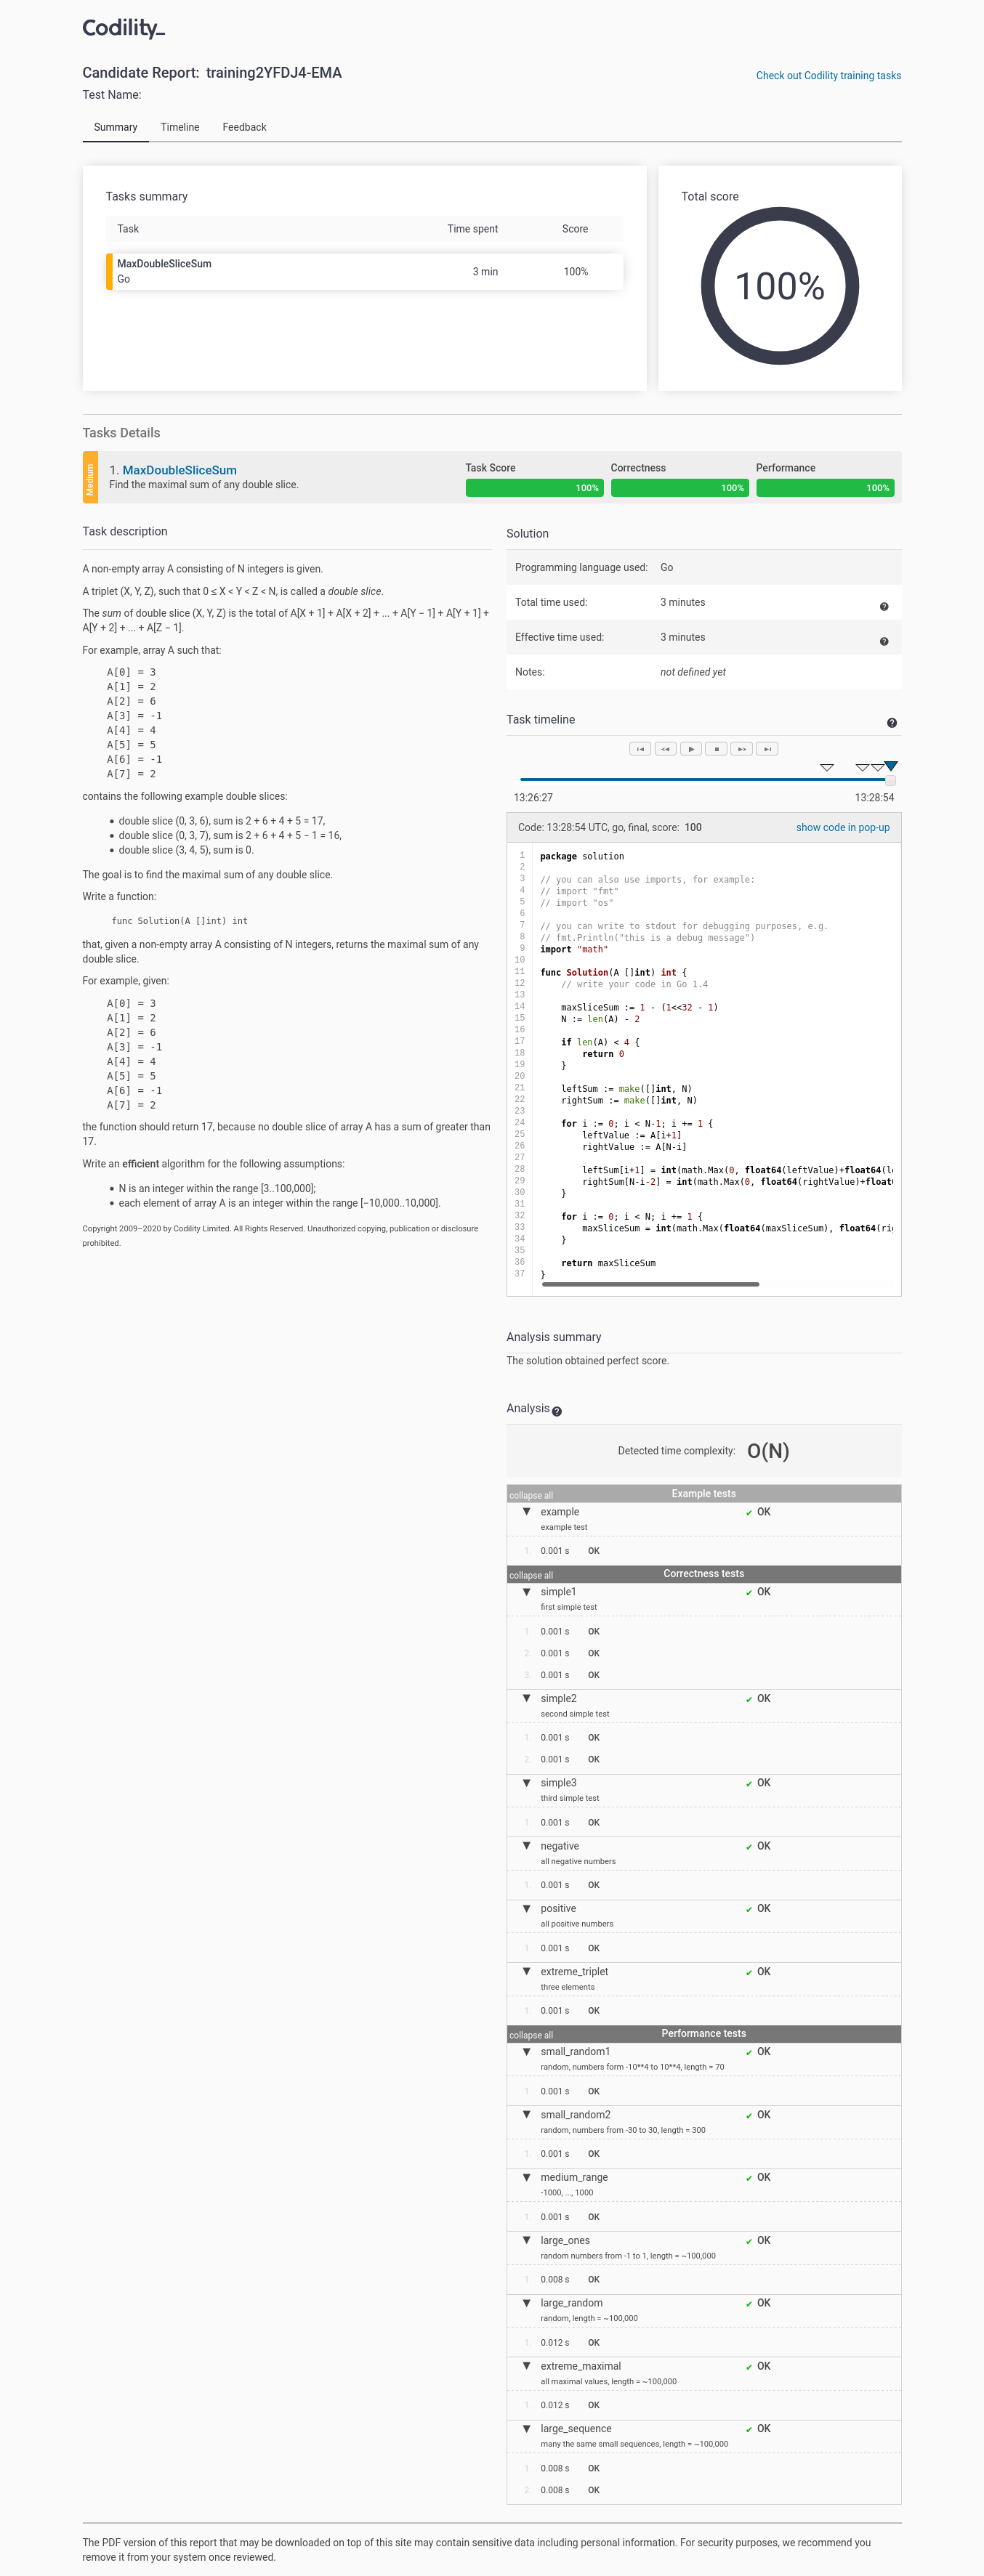 Codility_
Candidate Report: training2YFDJ4-EMA
Check out Codility training tasks
Test Name:
Summary Timeline Feedback
Tasks summary
Task Time spent Score
MaxDoubleSliceSum
Go
3 min 100%
Total score
100%
Tasks Details
Medium
1. MaxDoubleSliceSum
Find the maximal sum of any double slice.
Task Score Correctness Performance
100% 100% 100%
Task description
A non-empty array A consisting of N integers is given.
A triplet (X, Y, Z), such that 0 ≤ X < Y < Z < N, is called a double slice.
The sum of double slice (X, Y, Z) is the total of A[X + 1] + A[X + 2] + ... + A[Y − 1] + A[Y + 1] +
A[Y + 2] + ... + A[Z − 1].
For example, array A such that:
A[0] = 3
A[1] = 2
A[2] = 6
A[3] = -1
A[4] = 4
A[5] = 5
A[6] = -1
A[7] = 2
contains the following example double slices:
• double slice (0, 3, 6), sum is 2 + 6 + 4 + 5 = 17,
• double slice (0, 3, 7), sum is 2 + 6 + 4 + 5 − 1 = 16,
• double slice (3, 4, 5), sum is 0.
The goal is to find the maximal sum of any double slice.
Write a function:
func Solution(A []int) int
that, given a non-empty array A consisting of N integers, returns the maximal sum of any
double slice.
For example, given:
A[0] = 3
A[1] = 2
A[2] = 6
A[3] = -1
A[4] = 4
A[5] = 5
A[6] = -1
A[7] = 2
the function should return 17, because no double slice of array A has a sum of greater than
17.
Write an efficient algorithm for the following assumptions:
• N is an integer within the range [3..100,000];
• each element of array A is an integer within the range [−10,000..10,000].
Copyright 2009–2020 by Codility Limited. All Rights Reserved. Unauthorized copying, publication or disclosure
prohibited.
Solution
Programming language used: Go
Total time used: 3 minutes
Effective time used: 3 minutes
Notes: not defined yet
Task timeline
13:26:27 13:28:54
Code: 13:28:54 UTC, go, final, score: 100
show code in pop-up
1 package solution
2
3 // you can also use imports, for example:
4 // import "fmt"
5 // import "os"
6
7 // you can write to stdout for debugging purposes, e.g.
8 // fmt.Println("this is a debug message")
9 import "math"
10
11 func Solution(A []int) int {
12 // write your code in Go 1.4
13
14 maxSliceSum := 1 - (1<<32 - 1)
15 N := len(A) - 2
16
17 if len(A) < 4 {
18 return 0
19 }
20
21 leftSum := make([]int, N)
22 rightSum := make([]int, N)
23
24 for i := 0; i < N-1; i += 1 {
25 leftValue := A[i+1]
26 rightValue := A[N-i]
27
28 leftSum[i+1] = int(math.Max(0, float64(leftValue)+float64(l
29 rightSum[N-i-2] = int(math.Max(0, float64(rightValue)+float
30 }
31
32 for i := 0; i < N; i += 1 {
33 maxSliceSum = int(math.Max(float64(maxSliceSum), float64(ri
34 }
35
36 return maxSliceSum
37 }
Analysis summary
The solution obtained perfect score.
Analysis
Detected time complexity: O(N)
collapse all Example tests
▼ example ✔ OK
example test
1. 0.001 s OK
collapse all Correctness tests
▼ simple1 ✔ OK
first simple test
1. 0.001 s OK
2. 0.001 s OK
3. 0.001 s OK
▼ simple2 ✔ OK
second simple test
1. 0.001 s OK
2. 0.001 s OK
▼ simple3 ✔ OK
third simple test
1. 0.001 s OK
▼ negative ✔ OK
all negative numbers
1. 0.001 s OK
▼ positive ✔ OK
all positive numbers
1. 0.001 s OK
▼ extreme_triplet ✔ OK
three elements
1. 0.001 s OK
collapse all Performance tests
▼ small_random1 ✔ OK
random, numbers form -10**4 to 10**4, length = 70
1. 0.001 s OK
▼ small_random2 ✔ OK
random, numbers from -30 to 30, length = 300
1. 0.001 s OK
▼ medium_range ✔ OK
-1000, ..., 1000
1. 0.001 s OK
▼ large_ones ✔ OK
random numbers from -1 to 1, length = ~100,000
1. 0.008 s OK
▼ large_random ✔ OK
random, length = ~100,000
1. 0.012 s OK
▼ extreme_maximal ✔ OK
all maximal values, length = ~100,000
1. 0.012 s OK
▼ large_sequence ✔ OK
many the same small sequences, length = ~100,000
1. 0.008 s OK
2. 0.008 s OK
The PDF version of this report that may be downloaded on top of this site may contain sensitive data including personal information. For security purposes, we recommend you
remove it from your system once reviewed.